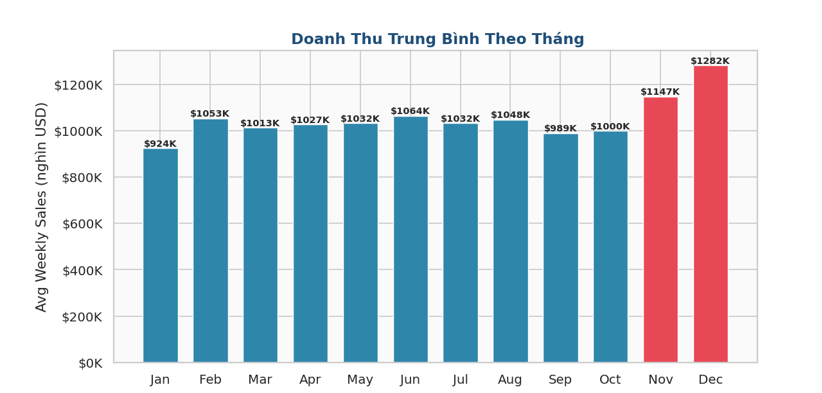 Doanh Thu Trung Bình Theo Tháng
Avg Weekly Sales (nghìn USD)
$1200K
$1000K
$800K
$600K
$400K
$200K
$0K
$924K
$1053K
$1013K
$1027K
$1032K
$1064K
$1032K
$1048K
$989K
$1000K
$1147K
$1282K
Jan Feb Mar Apr May Jun Jul Aug Sep Oct Nov Dec